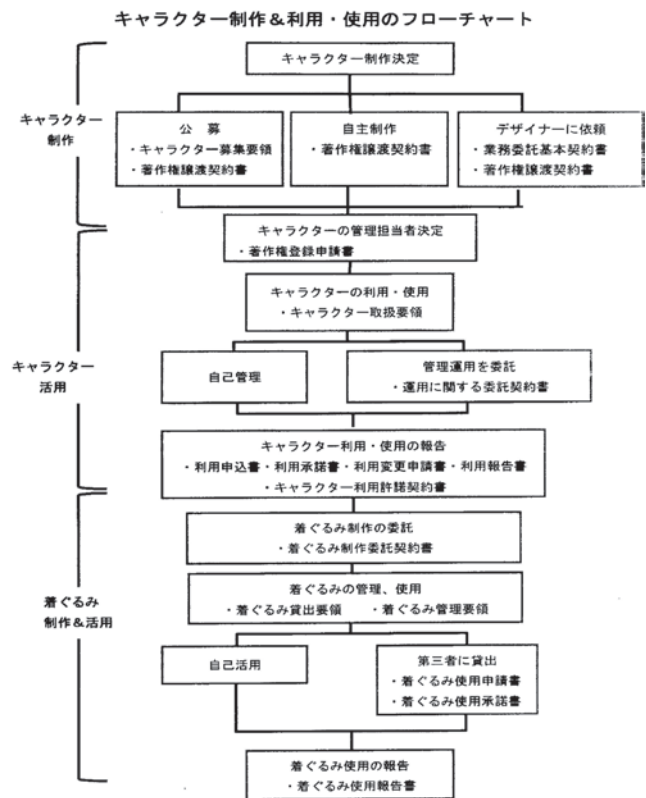 キャラクター制作&利用・使用のフローチャート
キャラクター制作決定
キャラクター
制作
公 募
・キャラクター募集要領
・著作権譲渡契約書
自主制作
・著作権譲渡契約書
デザイナーに依頼
・業務委託基本契約書
・著作権譲渡契約書
キャラクターの管理担当者決定
・著作権登録申請書
キャラクターの利用・使用
・キャラクター取扱要領
キャラクター
活用
自己管理
管理運用を委託
・運用に関する委託契約書
キャラクター利用・使用の報告
・利用申込書・利用承諾書・利用変更申請書・利用報告書
・キャラクター利用許諾契約書
着ぐるみ制作の委託
・着ぐるみ制作委託契約書
着ぐるみの管理、使用
・着ぐるみ貸出要領 ・着ぐるみ管理要領
着ぐるみ
制作&活用
自己活用
第三者に貸出
・着ぐるみ使用申請書
・着ぐるみ使用承諾書
着ぐるみ使用の報告
・着ぐるみ使用報告書